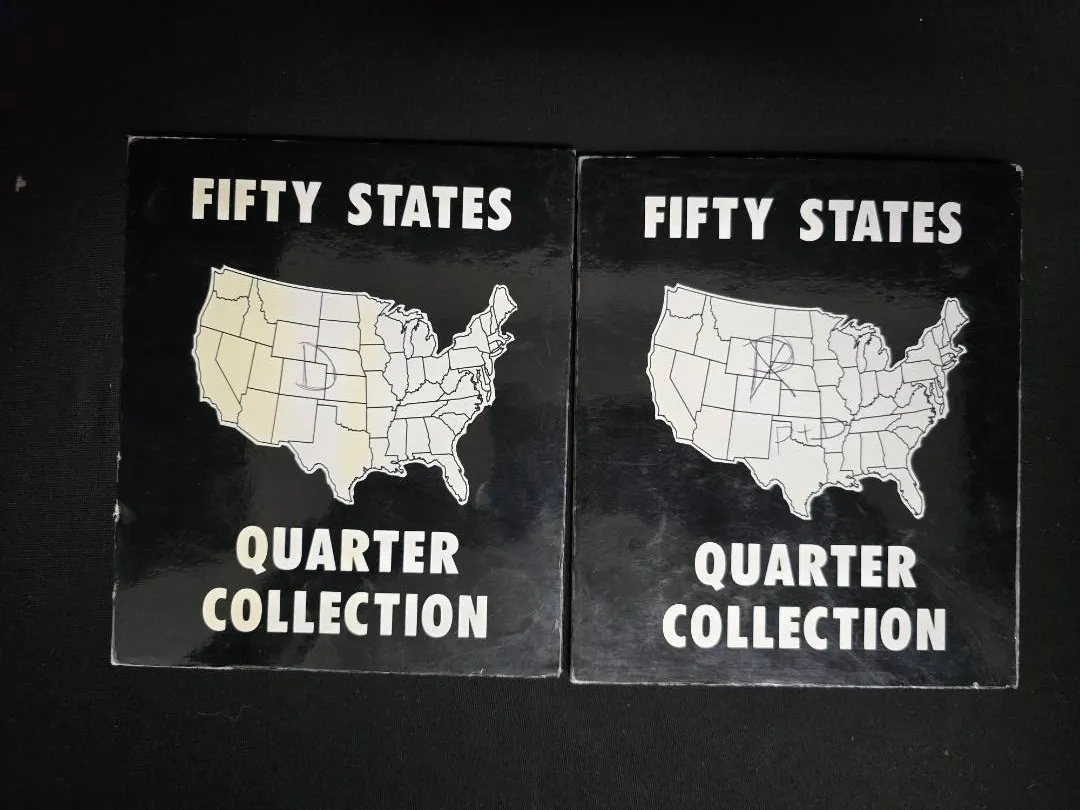 FIFTY STATES
D
QUARTER
COLLECTION
FIFTY STATES
P+D
QUARTER
COLLECTION